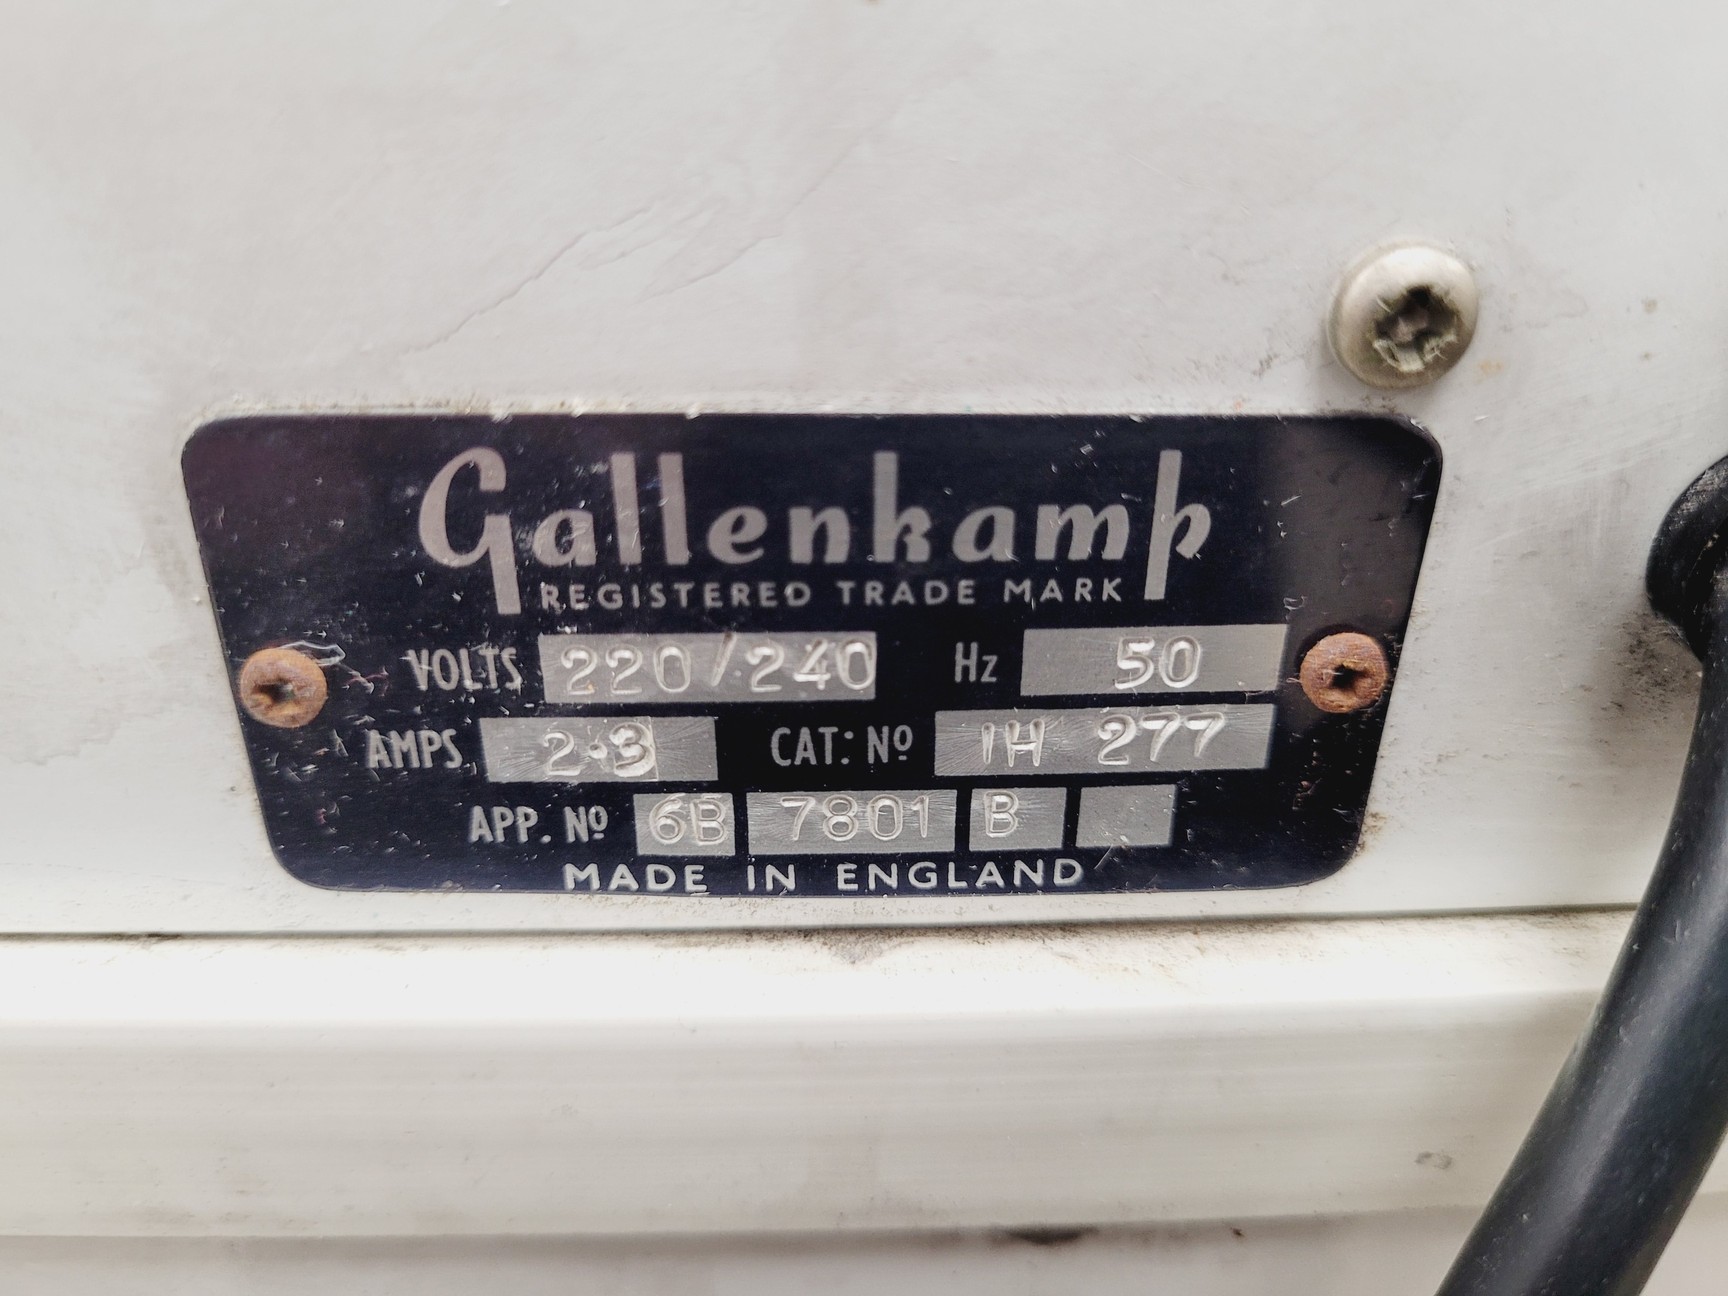 Gallenkamp
REGISTERED TRADE MARK
VOLTS 220/240 Hz 50
AMPS 2·3 CAT: Nº IH 277
APP. Nº 6B 7801 B
MADE IN ENGLAND